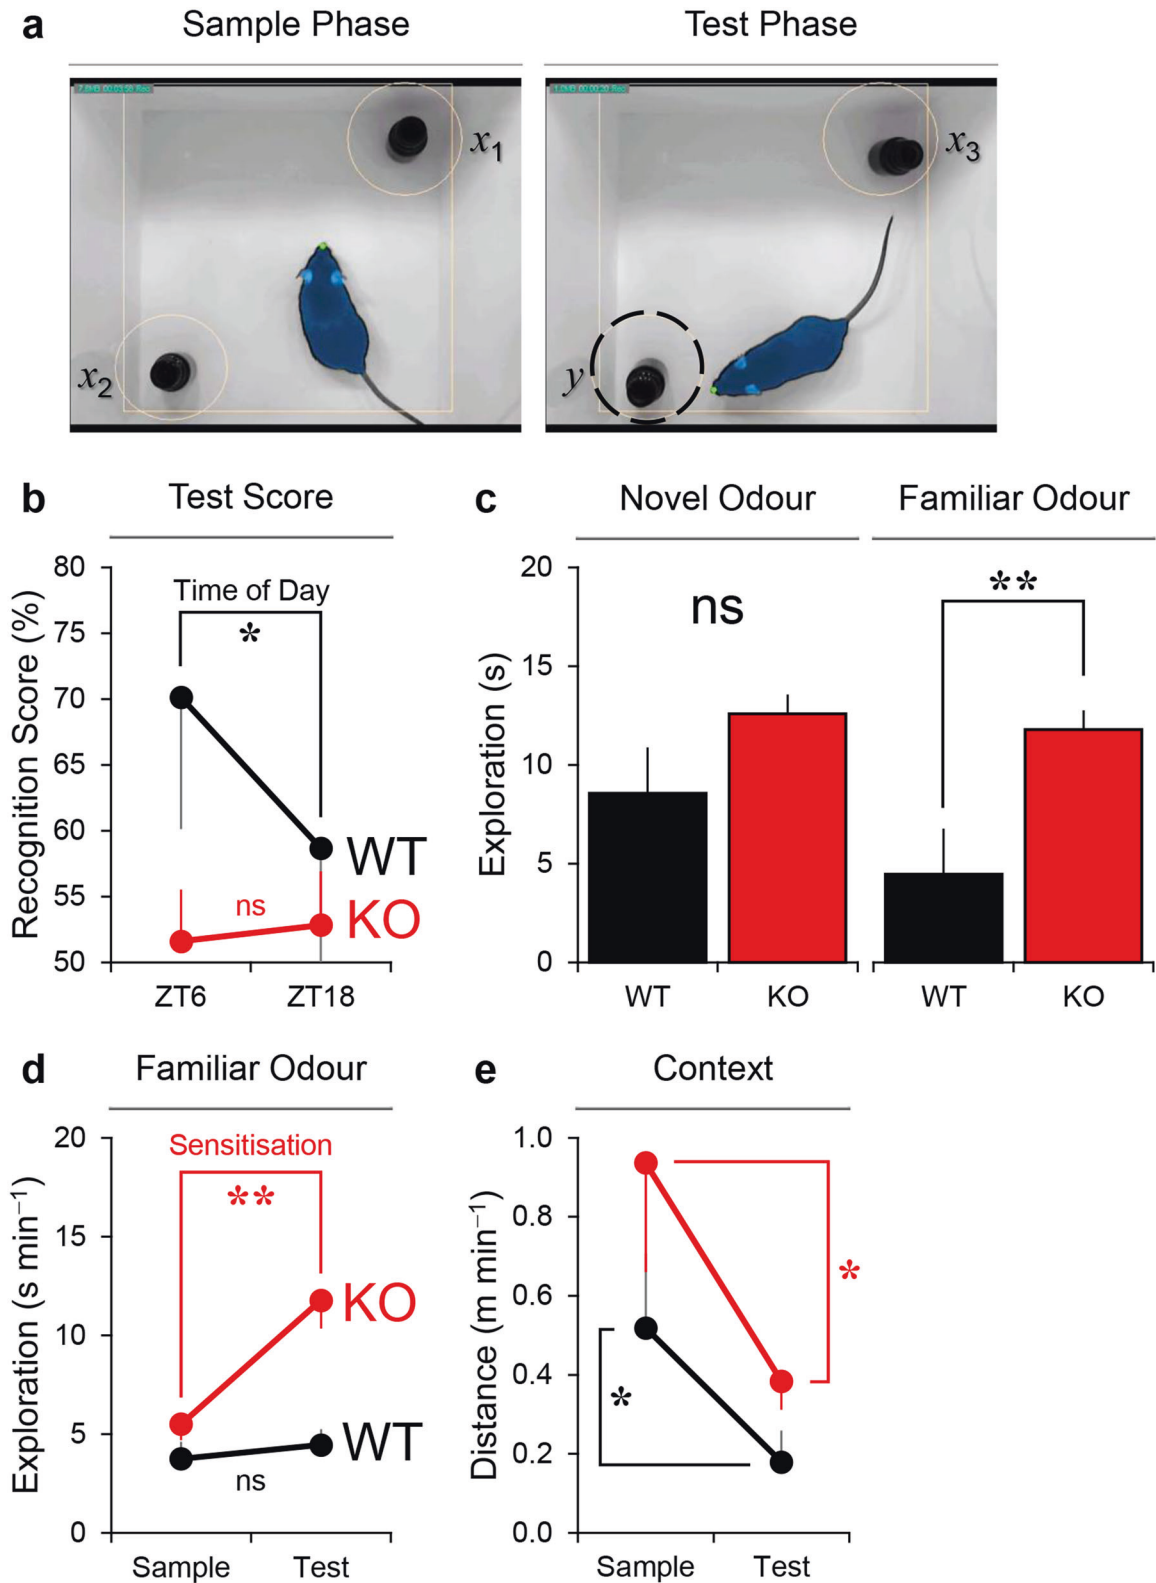 a
Sample Phase
Test Phase
x1
x2
x3
y
b
Test Score
Recognition Score (%)
80
75
70
65
60
55
50
Time of Day
*
WT
ns
KO
ZT6
ZT18
c
Novel Odour
Familiar Odour
Exploration (s)
20
15
10
5
0
ns
**
WT
KO
WT
KO
d
Familiar Odour
Exploration (s min−1)
20
15
10
5
0
Sensitisation
**
KO
WT
ns
Sample
Test
e
Context
Distance (m min−1)
1.0
0.8
0.6
0.4
0.2
0.0
*
*
Sample
Test